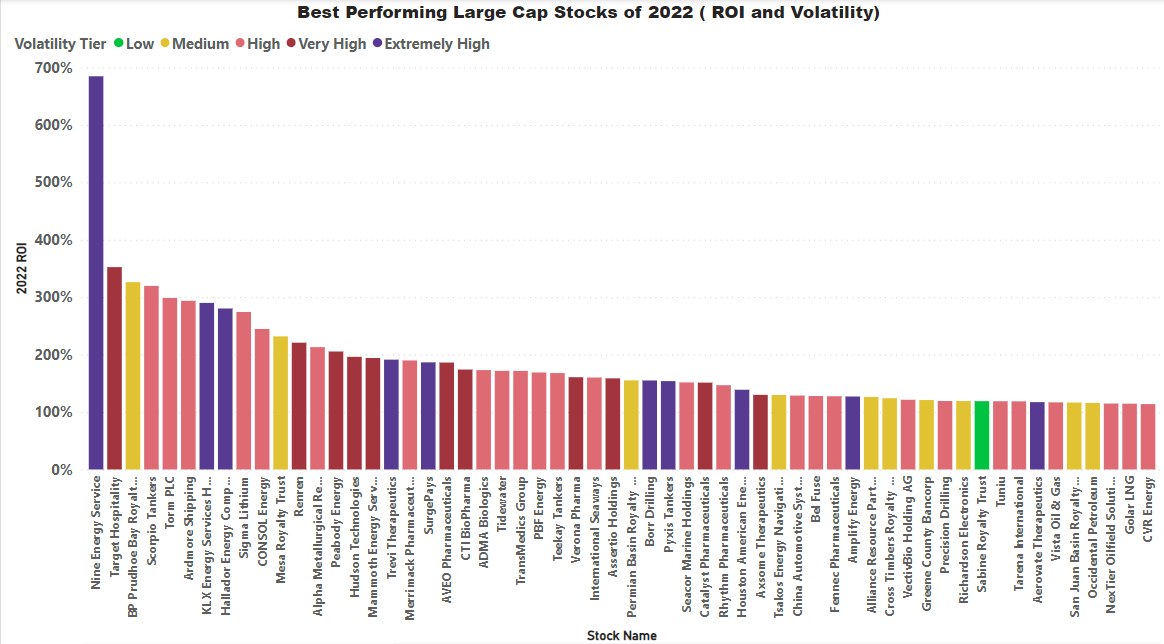 Best Performing Large Cap Stocks of 2022 ( ROI and Volatility)
Volatility Tier Low Medium High Very High Extremely High
700%
600%
500%
400%
300%
200%
100%
0%
2022 ROI
Nine Energy Service
Target Hospitality
BP Prudhoe Bay Royalt...
Scorpio Tankers
Torm PLC
Ardmore Shipping
KLX Energy Services H...
Hallador Energy Comp...
Sigma Lithium
CONSOL Energy
Mesa Royalty Trust
Renren
Alpha Metallurgical Re...
Peabody Energy
Hudson Technologies
Mammoth Energy Serv...
Trevi Therapeutics
Merrimack Pharmaceut...
SurgePays
AVEO Pharmaceuticals
CTI BioPharma
ADMA Biologics
Tidewater
TransMedics Group
PBF Energy
Teekay Tankers
Verona Pharma
International Seaways
Assertio Holdings
Permian Basin Royalty ...
Borr Drilling
Pyxis Tankers
Seacor Marine Holdings
Catalyst Pharmaceuticals
Rhythm Pharmaceuticals
Houston American Ene...
Axsome Therapeutics
Tsakos Energy Navigati...
China Automotive Syst...
Bel Fuse
Fennec Pharmaceuticals
Amplify Energy
Alliance Resource Part...
Cross Timbers Royalty ...
VectivBio Holding AG
Greene County Bancorp
Precision Drilling
Richardson Electronics
Sabine Royalty Trust
Tuniu
Tarena International
Aerovate Therapeutics
Vista Oil & Gas
San Juan Basin Royalty ...
Occidental Petroleum
NexTier Oilfield Soluti...
Golar LNG
CVR Energy
Stock Name